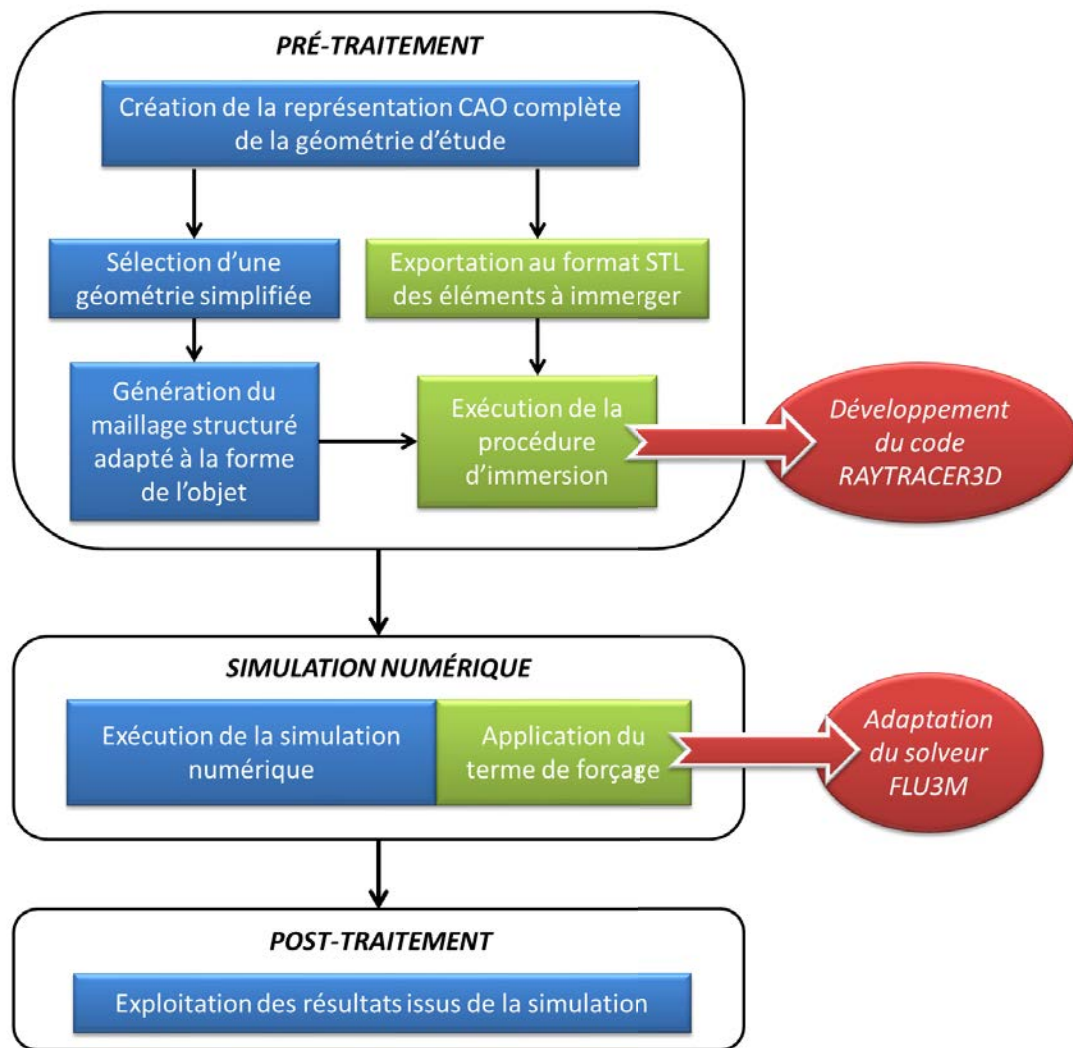 PRÉ-TRAITEMENT
Création de la représentation CAO complète
de la géométrie d'étude
Sélection d'une
géométrie simplifiée
Exportation au format STL
des éléments à immerger
Génération du
maillage structuré
adapté à la forme
de l'objet
Exécution de la
procédure
d'immersion
Développement
du code
RAYTRACER3D
SIMULATION NUMÉRIQUE
Exécution de la simulation
numérique
Application du
terme de forçage
Adaptation
du solveur
FLU3M
POST-TRAITEMENT
Exploitation des résultats issus de la simulation